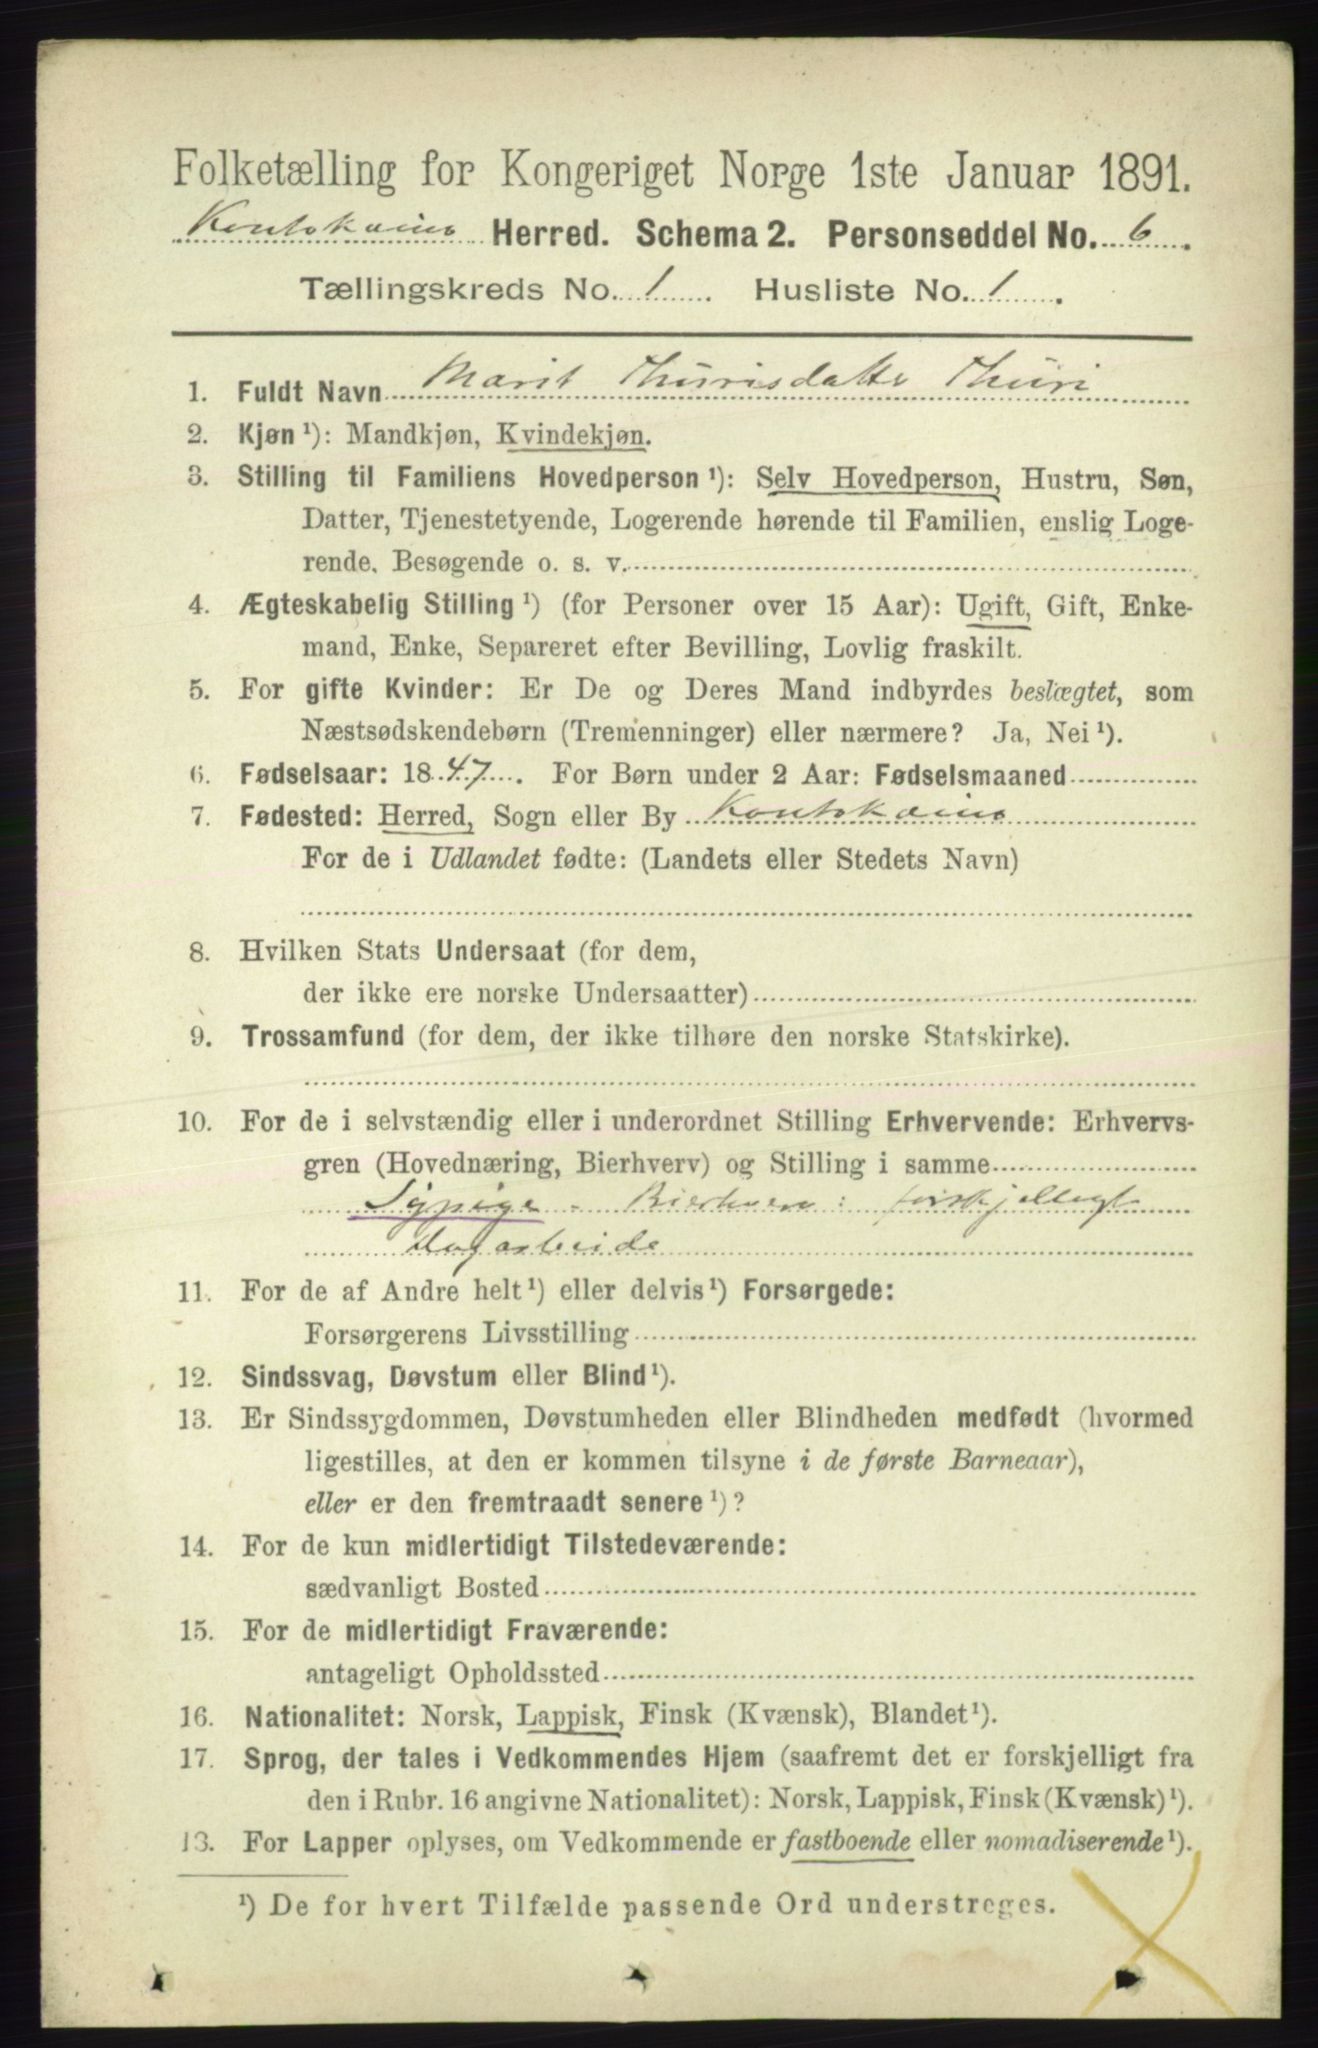 Folketælling for Kongeriget Norge 1ste Januar 1891.
Koutokæino Herred. Schema 2. Personseddel No. 6.
Tællingskreds No. 1. Husliste No. 1.
1. Fuldt Navn Marit Thurisdatte Thuri
2. Kjøn ¹): Mandkjøn, Kvindekjøn.
3. Stilling til Familiens Hovedperson ¹): Selv Hovedperson, Hustru, Søn,
Datter, Tjenestetyende, Logerende hørende til Familien, enslig Loge-
rende, Besøgende o. s. v.
4. Ægteskabelig Stilling ¹) (for Personer over 15 Aar): Ugift, Gift, Enke-
mand, Enke, Separeret efter Bevilling, Lovlig fraskilt.
5. For gifte Kvinder: Er De og Deres Mand indbyrdes beslægtet, som
Næstsødskendebørn (Tremenninger) eller nærmere? Ja, Nei ¹).
6. Fødselsaar: 1847. For Børn under 2 Aar: Fødselsmaaned
7. Fødested: Herred, Sogn eller By Koutokæino
For de i Udlandet fødte: (Landets eller Stedets Navn)
8. Hvilken Stats Undersaat (for dem,
der ikke ere norske Undersaatter)
9. Trossamfund (for dem, der ikke tilhøre den norske Statskirke).
10. For de i selvstændig eller i underordnet Stilling Erhvervende: Erhvervs-
gren (Hovednæring, Bierhverv) og Stilling i samme
Sypige - Bierhverv: forskjelligt
dagarbeide
11. For de af Andre helt ¹) eller delvis ¹) Forsørgede:
Forsørgerens Livsstilling
12. Sindssvag, Døvstum eller Blind ¹).
13. Er Sindssygdommen, Døvstumheden eller Blindheden medfødt (hvormed
ligestilles, at den er kommen tilsyne i de første Barneaar),
eller er den fremtraadt senere ¹)?
14. For de kun midlertidigt Tilstedeværende:
sædvanligt Bosted
15. For de midlertidigt Fraværende:
antageligt Opholdssted
16. Nationalitet: Norsk, Lappisk, Finsk (Kvænsk), Blandet ¹).
17. Sprog, der tales i Vedkommendes Hjem (saafremt det er forskjelligt fra
den i Rubr. 16 angivne Nationalitet): Norsk, Lappisk, Finsk (Kvænsk) ¹).
13. For Lapper oplyses, om Vedkommende er fastboende eller nomadiserende ¹).
¹) De for hvert Tilfælde passende Ord understreges.